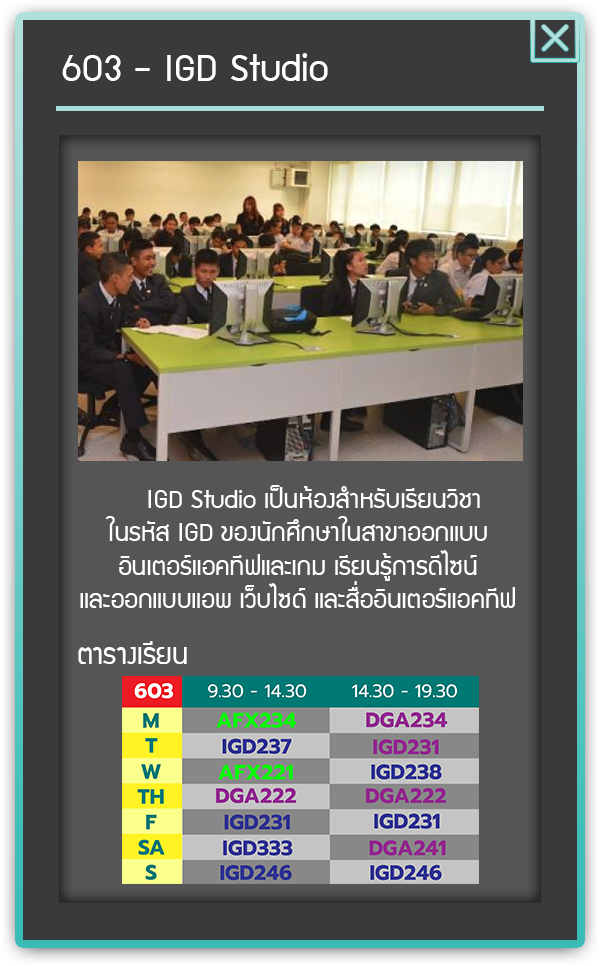 603 - IGD Studio
IGD Studio เป็นห้องสำหรับเรียนวิชา
ในรหัส IGD ของนักศึกษาในสาขาออกแบบ
อินเตอร์แอคทีฟและเกม เรียนรู้การดีไซน์
และออกแบบแอพ เว็บไซด์ และสื่ออินเตอร์แอคทีฟ
ตารางเรียน
603 9.30 - 14.30 14.30 - 19.30
M AFX234 DGA234
T IGD237 IGD231
W AFX221 IGD238
TH DGA222 DGA222
F IGD231 IGD231
SA IGD333 DGA241
S IGD246 IGD246